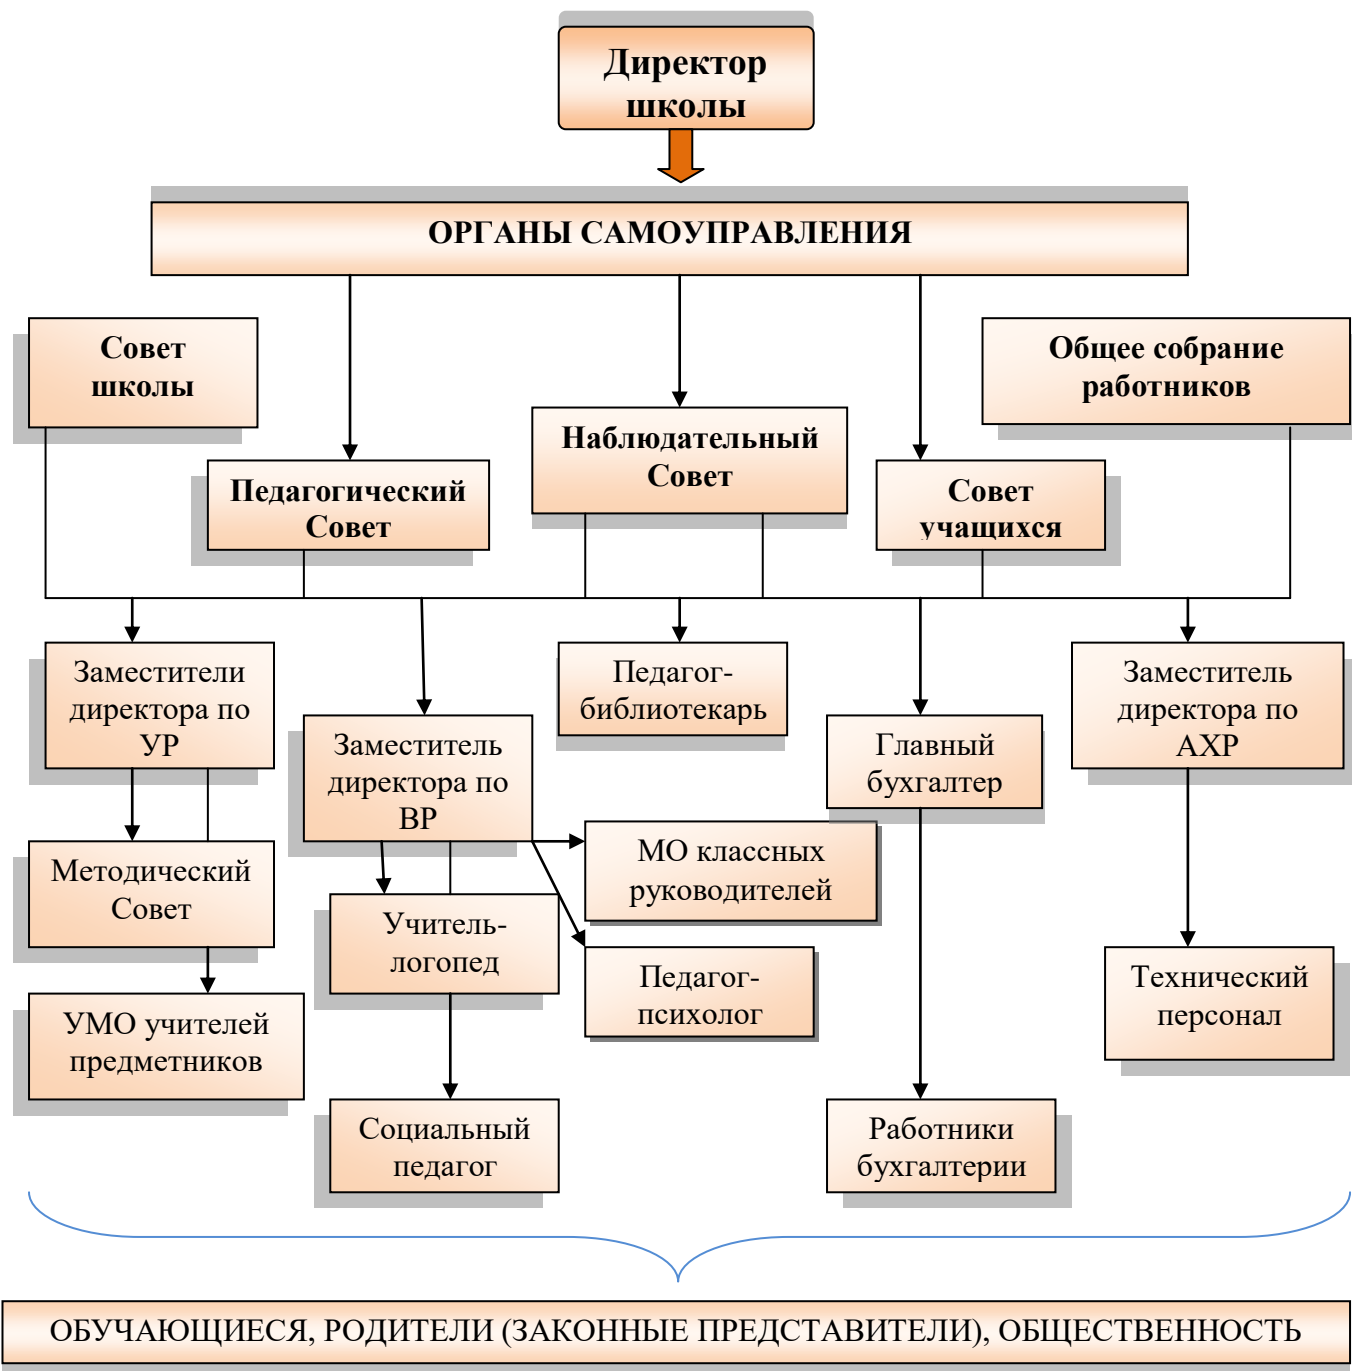 Директор
школы
ОРГАНЫ САМОУПРАВЛЕНИЯ
Совет
школы
Общее собрание
работников
Наблюдательный
Совет
Педагогический
Совет
Совет
учащихся
Заместители
директора по
УР
Педагог-
библиотекарь
Заместитель
директора по
АХР
Заместитель
директора по
ВР
Главный
бухгалтер
МО классных
руководителей
Методический
Совет
Учитель-
логопед
Педагог-
психолог
Технический
персонал
УМО учителей
предметников
Социальный
педагог
Работники
бухгалтерии
ОБУЧАЮЩИЕСЯ, РОДИТЕЛИ (ЗАКОННЫЕ ПРЕДСТАВИТЕЛИ), ОБЩЕСТВЕННОСТЬ